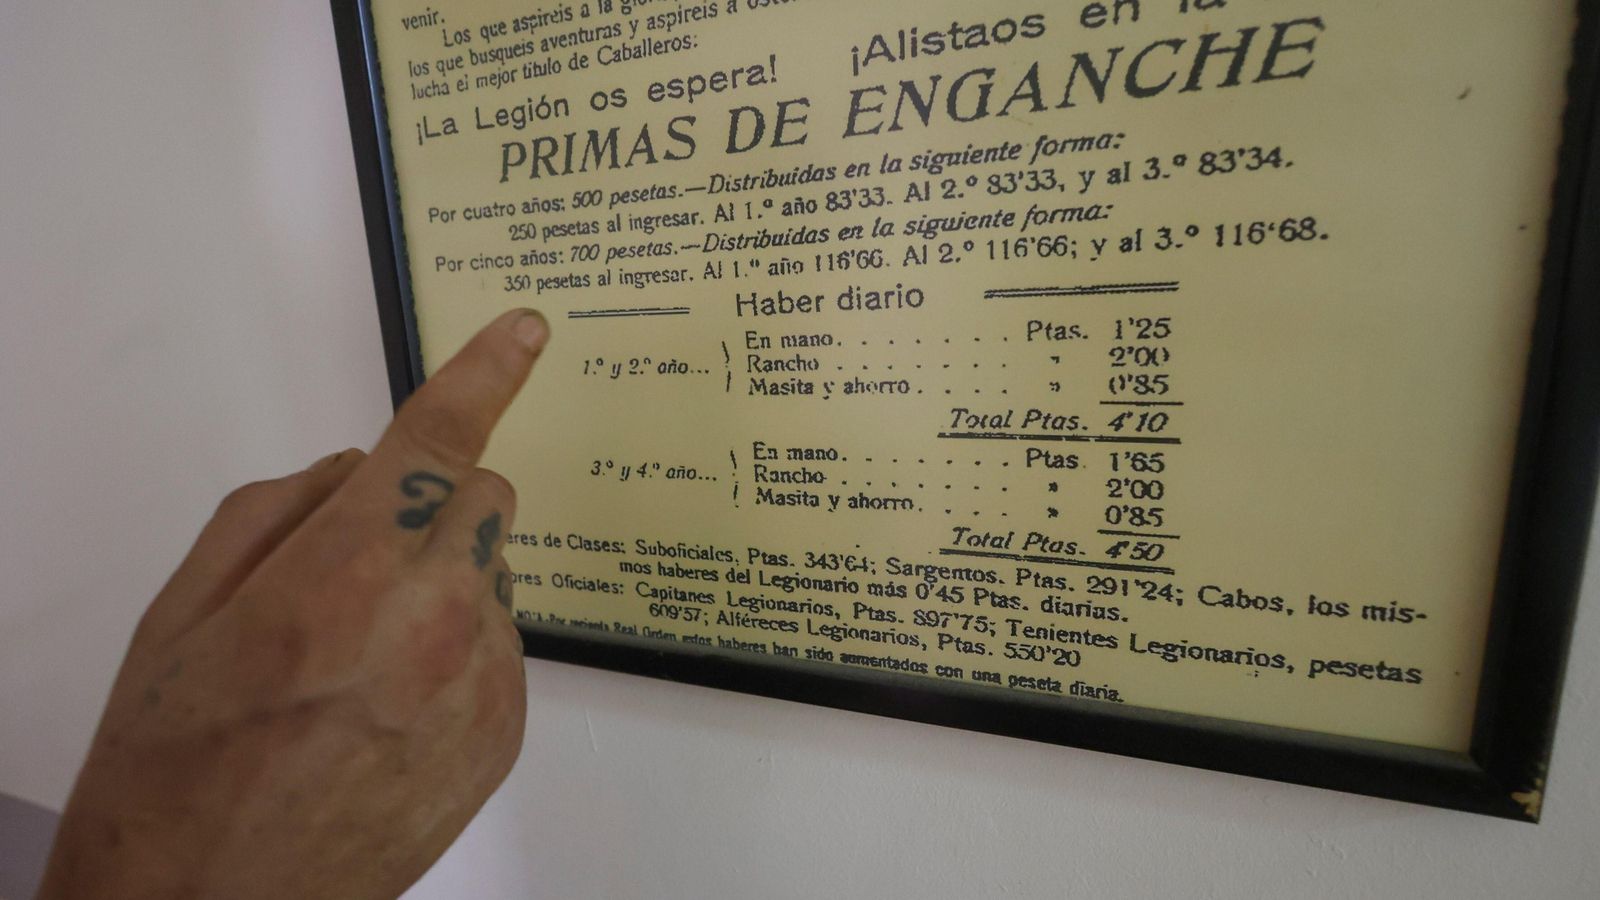 venir.
Los que aspireis a la
los que busqueis aventuras y aspireis a
lucha el mejor título de Caballeros:
¡La Legión os espera! ¡Alistaos en la
PRIMAS DE ENGANCHE
Por cuatro años: 500 pesetas.—Distribuidas en la siguiente forma:
250 pesetas al ingresar. Al 1.º año 83'33. Al 2.º 83'33, y al 3.º 83'34.
Por cinco años: 700 pesetas.—Distribuidas en la siguiente forma:
350 pesetas al ingresar. Al 1.º año 116'66. Al 2.º 116'66; y al 3.º 116'68.
Haber diario
1.º y 2.º año... En mano. . . . . . . Ptas. 1'25
Rancho . . . . . . . » 2'00
Masita y ahorro. . . . » 0'85
Total Ptas. 4'10
3.º y 4.º año... En mano. . . . . . . Ptas. 1'65
Rancho . . . . . . . » 2'00
Masita y ahorro. . . . » 0'85
Total Ptas. 4'50
eres de Clases: Suboficiales, Ptas. 343'64; Sargentos. Ptas. 291'24; Cabos, los mis-
mos haberes del Legionario más 0'45 Ptas. diarias.
Oficiales: Capitanes Legionarios, Ptas. 897'75; Tenientes Legionarios, pesetas
609'57; Alféreces Legionarios, Ptas. 550'20
Por reciente Real Orden estos haberes han sido aumentados con una peseta diaria.